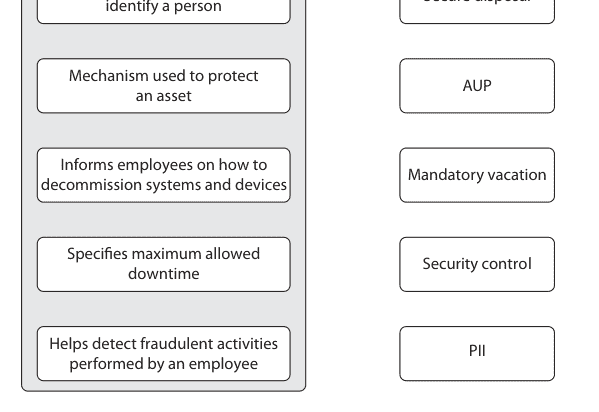 identify a person
Secure disposal
Mechanism used to protect
an asset
AUP
Informs employees on how to
decommission systems and devices
Mandatory vacation
Specifies maximum allowed
downtime
Security control
Helps detect fraudulent activities
performed by an employee
PII